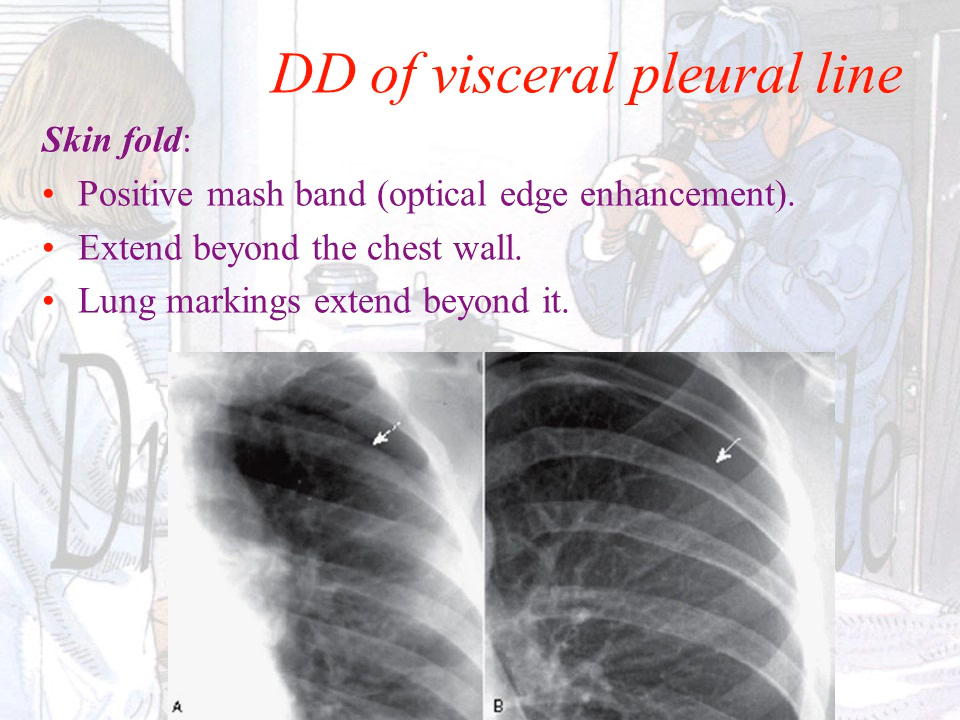 DD of visceral pleural line
Skin fold:
• Positive mash band (optical edge enhancement).
• Extend beyond the chest wall.
• Lung markings extend beyond it.
A B